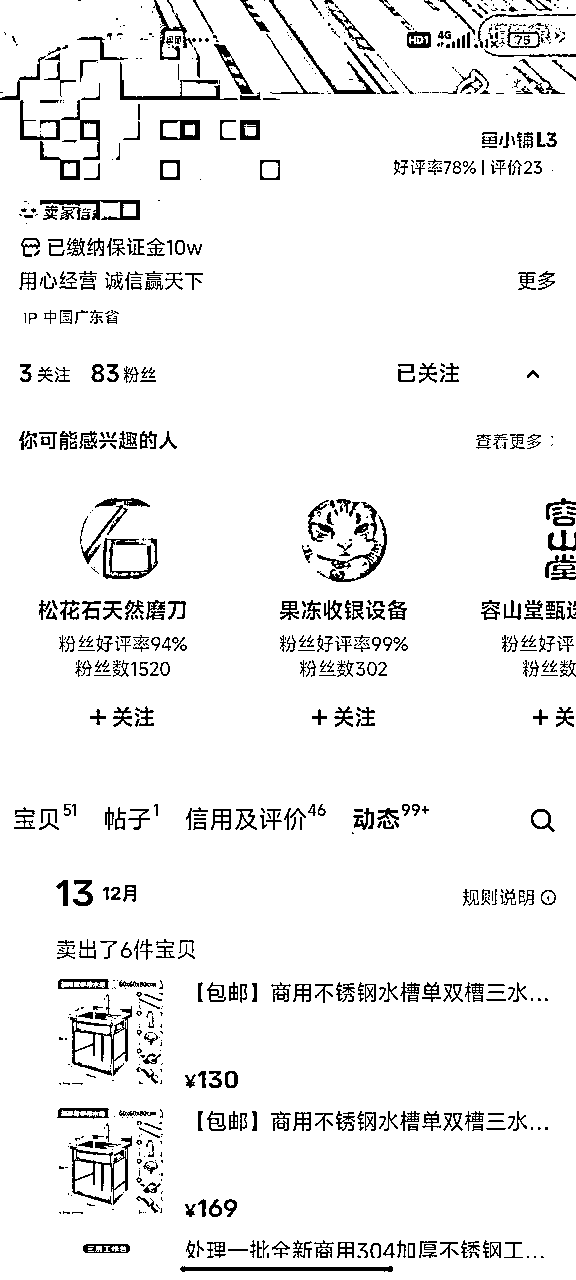 HD1 4G 75
鱼小铺L3
好评率78% | 评价23
卖家信
已缴纳保证金10w
用心经营 诚信赢天下 更多
IP 中国广东省
3 关注 83 粉丝 已关注
你可能感兴趣的人 查看更多
容山堂
松花石天然磨刀 果冻收银设备 容山堂甄选
粉丝好评率94% 粉丝好评率99% 粉丝好评
粉丝数1520 粉丝数302 粉丝数
+ 关注 + 关注 + 关
宝贝51 帖子1 信用及评价46 动态99+
13 12月 规则说明
卖出了6件宝贝
【包邮】商用不锈钢水槽单双槽三水...
¥130
【包邮】商用不锈钢水槽单双槽三水...
¥169
处理一批全新商用304加厚不锈钢工...